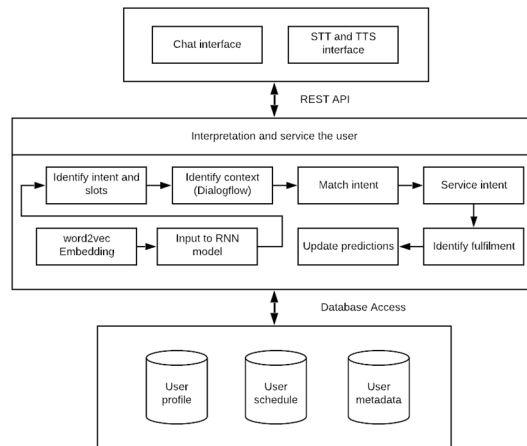 Chat interface
STT and TTS
interface
REST API
Interpretation and service the user
Identify intent and
slots
Identify context
(Dialogflow)
Match intent
Service intent
word2vec
Embedding
Input to RNN
model
Update predictions
Identify fulfilment
Database Access
User
profile
User
schedule
User
metadata